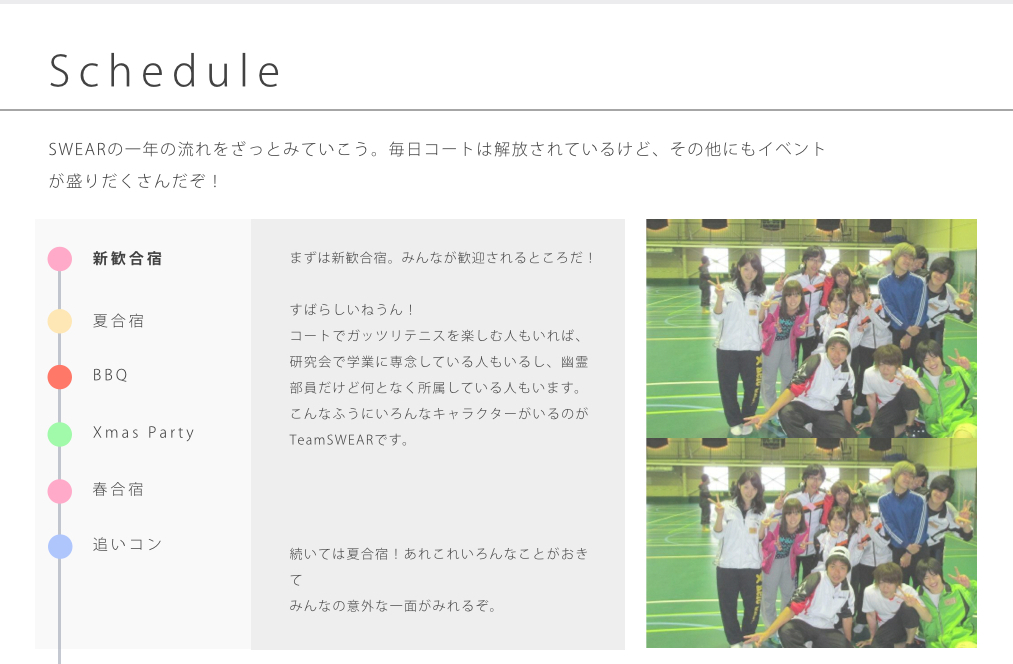 Schedule
SWEARの一年の流れをざっとみていこう。毎日コートは解放されているけど、その他にもイベント
が盛りだくさんだぞ！
新歓合宿
夏合宿
BBQ
Xmas Party
春合宿
追いコン
まずは新歓合宿。みんなが歓迎されるところだ！
すばらしいねうん！
コートでガッツリテニスを楽しむ人もいれば、
研究会で学業に専念している人もいるし、幽霊
部員だけど何となく所属している人もいます。
こんなふうにいろんなキャラクターがいるのが
TeamSWEARです。
続いては夏合宿！あれこれいろんなことがおき
て
みんなの意外な一面がみれるぞ。